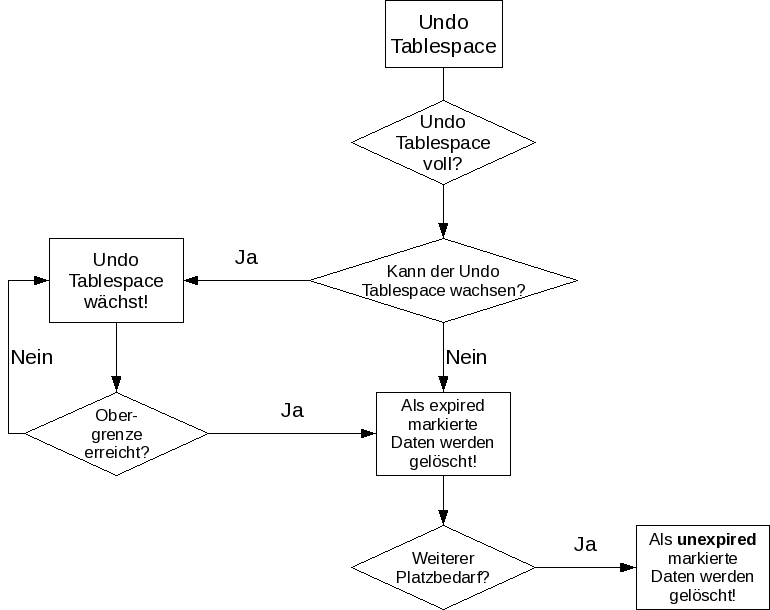 Undo
Tablespace
Undo
Tablespace
voll?
Undo
Tablespace
wächst!
Ja
Kann der Undo
Tablespace wachsen?
Nein
Nein
Ober-
grenze
erreicht?
Ja
Als expired
markierte
Daten werden
gelöscht!
Weiterer
Platzbedarf?
Ja
Als unexpired
markierte
Daten werden
gelöscht!